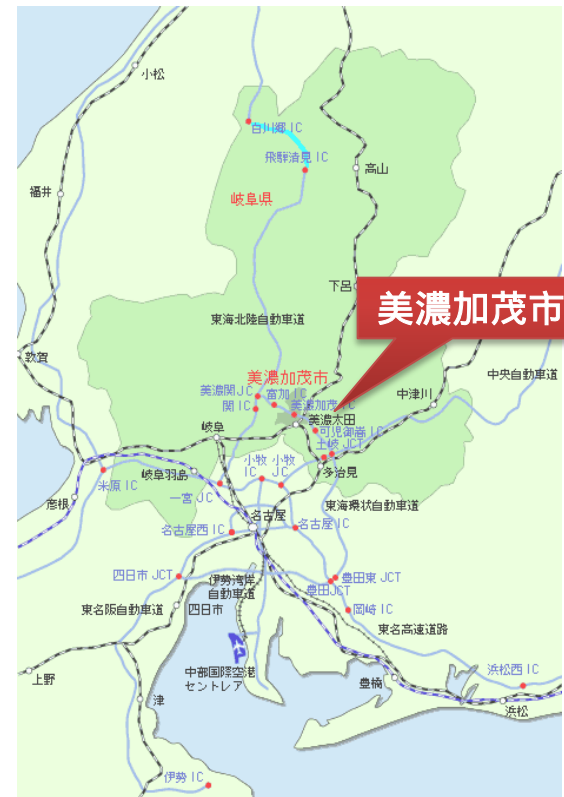 小松
白川郷 IC
飛騨清見 IC
高山
福井
岐阜県
下呂
美濃加茂市
東海北陸自動車道
敦賀
中央自動車道
美濃加茂市
美濃関JC
富加 IC
中津川
関 IC
美濃加茂 IC
美濃太田
岐阜
可児御嵩 IC
土岐 JCT
小牧 IC
小牧 JC
岐阜羽島
多治見
米原 IC
一宮 JC
彦根
東海環状自動車道
名古屋
名古屋西 IC
名古屋 IC
四日市 JCT
伊勢湾岸
自動車道
豊田東 JCT
豊田JCT
東名阪自動車道
四日市
岡崎 IC
東名高速道路
中部国際空港
セントレア
浜松西 IC
上野
豊橋
津
浜松
伊勢 IC